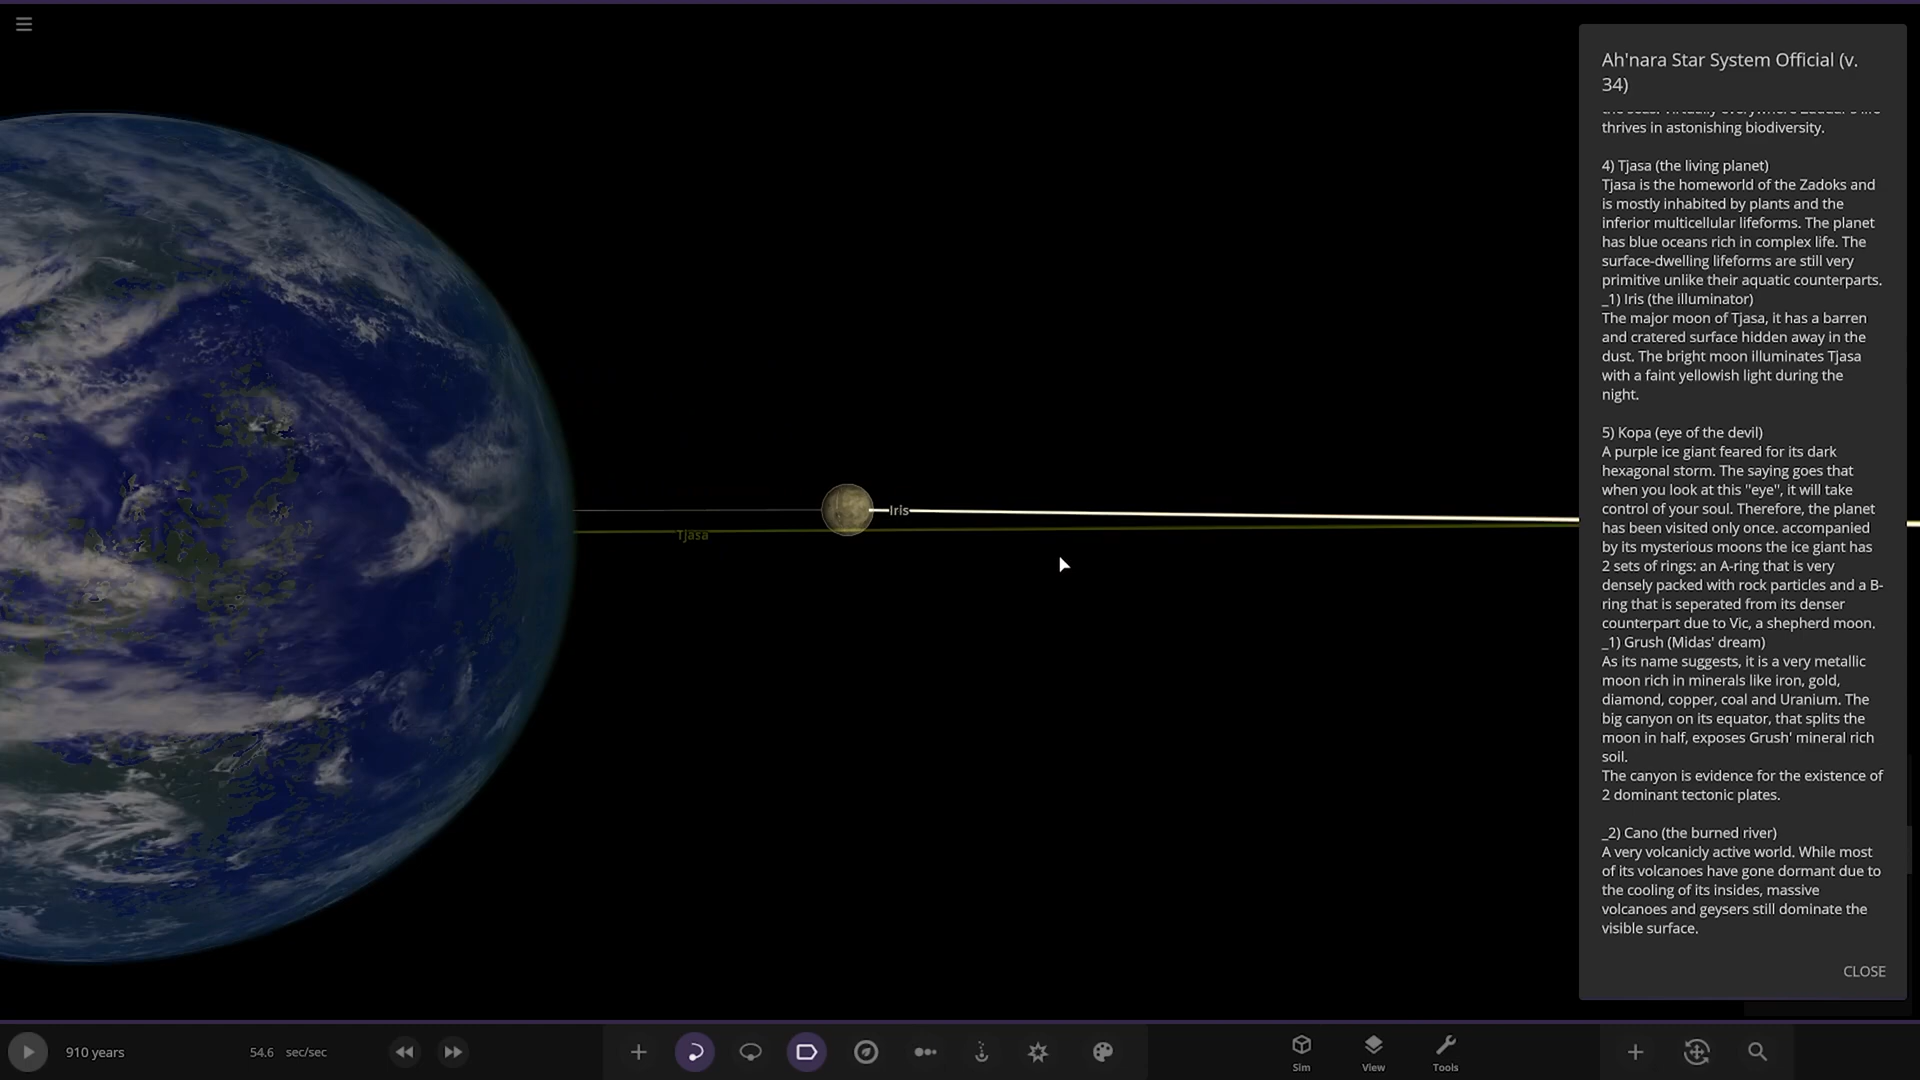 Ah'nara Star System Official (v.
34)
thrives in astonishing biodiversity.
4) Tjasa (the living planet)
Tjasa is the homeworld of the Zadoks and
is mostly inhabited by plants and the
inferior multicellular lifeforms. The planet
has blue oceans rich in complex life. The
surface-dwelling lifeforms are still very
primitive unlike their aquatic counterparts.
_1) Iris (the illuminator)
The major moon of Tjasa, it has a barren
and cratered surface hidden away in the
dust. The bright moon illuminates Tjasa
with a faint yellowish light during the
night.
5) Kopa (eye of the devil)
A purple ice giant feared for its dark
hexagonal storm. The saying goes that
when you look at this "eye", it will take
control of your soul. Therefore, the planet
has been visited only once. accompanied
by its mysterious moons the ice giant has
2 sets of rings: an A-ring that is very
densely packed with rock particles and a B-
ring that is seperated from its denser
counterpart due to Vic, a shepherd moon.
_1) Grush (Midas' dream)
As its name suggests, it is a very metallic
moon rich in minerals like iron, gold,
diamond, copper, coal and Uranium. The
big canyon on its equator, that splits the
moon in half, exposes Grush' mineral rich
soil.
The canyon is evidence for the existence of
2 dominant tectonic plates.
_2) Cano (the burned river)
A very volcanicly active world. While most
of its volcanoes have gone dormant due to
the cooling of its insides, massive
volcanoes and geysers still dominate the
visible surface.
CLOSE
Iris
Tjasa
910 years
54.6 sec/sec
Sim
View
Tools